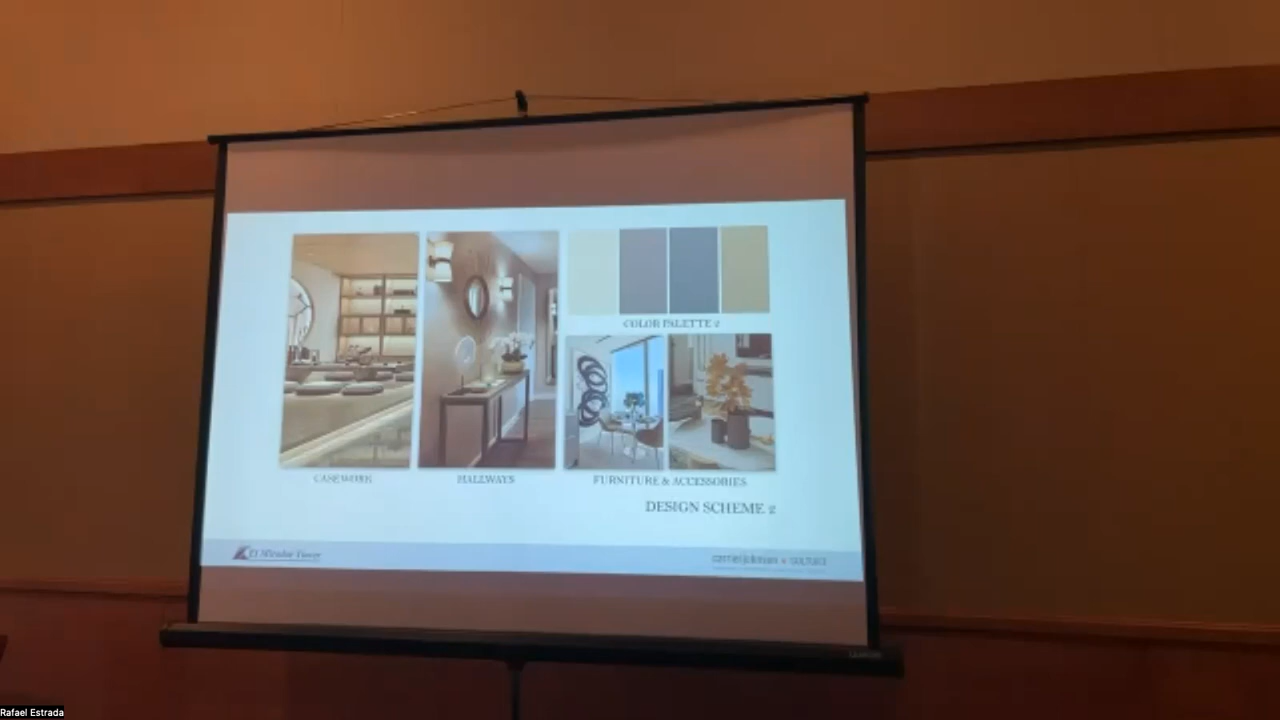 COLOR PALETTE 2
CASEWORK
HALLWAYS
FURNITURE & ACCESSORIES
DESIGN SCHEME 2
El Mirador Tower
Rafael Estrada